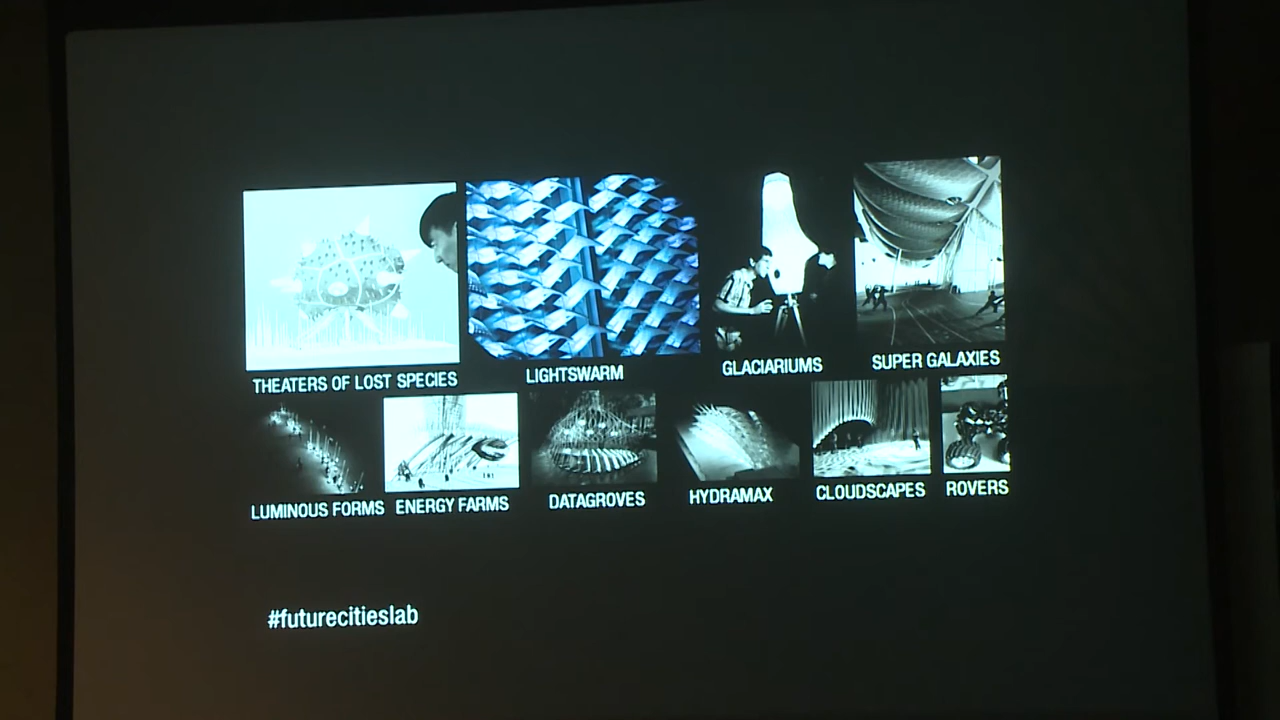 THEATERS OF LOST SPECIES
LIGHTSWARM
GLACIARIUMS
SUPER GALAXIES
LUMINOUS FORMS
ENERGY FARMS
DATAGROVES
HYDRAMAX
CLOUDSCAPES
ROVERS
#futurecitieslab